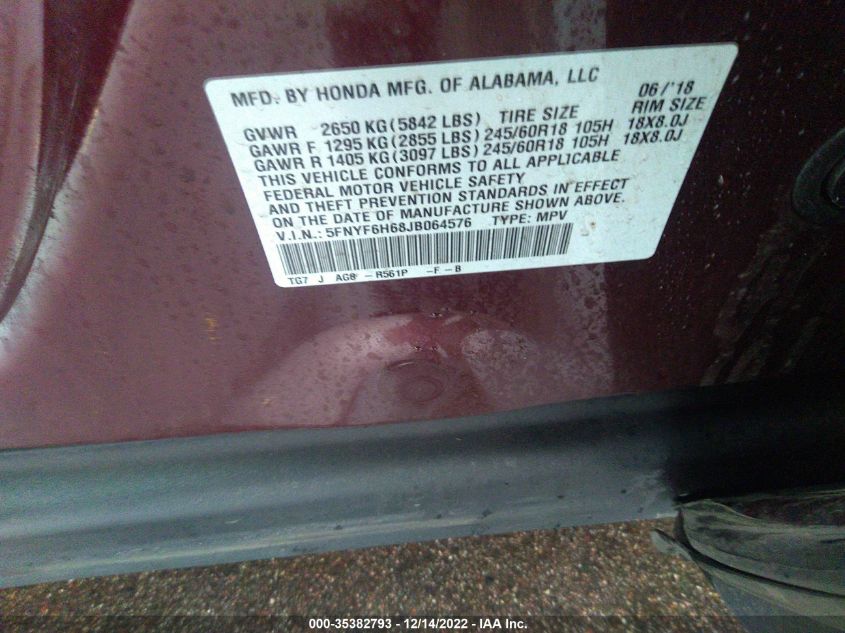 MFD. BY HONDA MFG. OF ALABAMA, LLC 06/'18
GVWR 2650 KG(5842 LBS) TIRE SIZE RIM SIZE
GAWR F 1295 KG(2855 LBS)245/60R18 105H 18X8.0J
GAWR R 1405 KG(3097 LBS)245/60R18 105H 18X8.0J
THIS VEHICLE CONFORMS TO ALL APPLICABLE
FEDERAL MOTOR VEHICLE SAFETY
AND THEFT PREVENTION STANDARDS IN EFFECT
ON THE DATE OF MANUFACTURE SHOWN ABOVE.
V.I.N.: 5FNYF6H68JB064576 TYPE: MPV
TG7 J AG8 - R561P -F-B
000-35382793 - 12/14/2022 - IAA Inc.